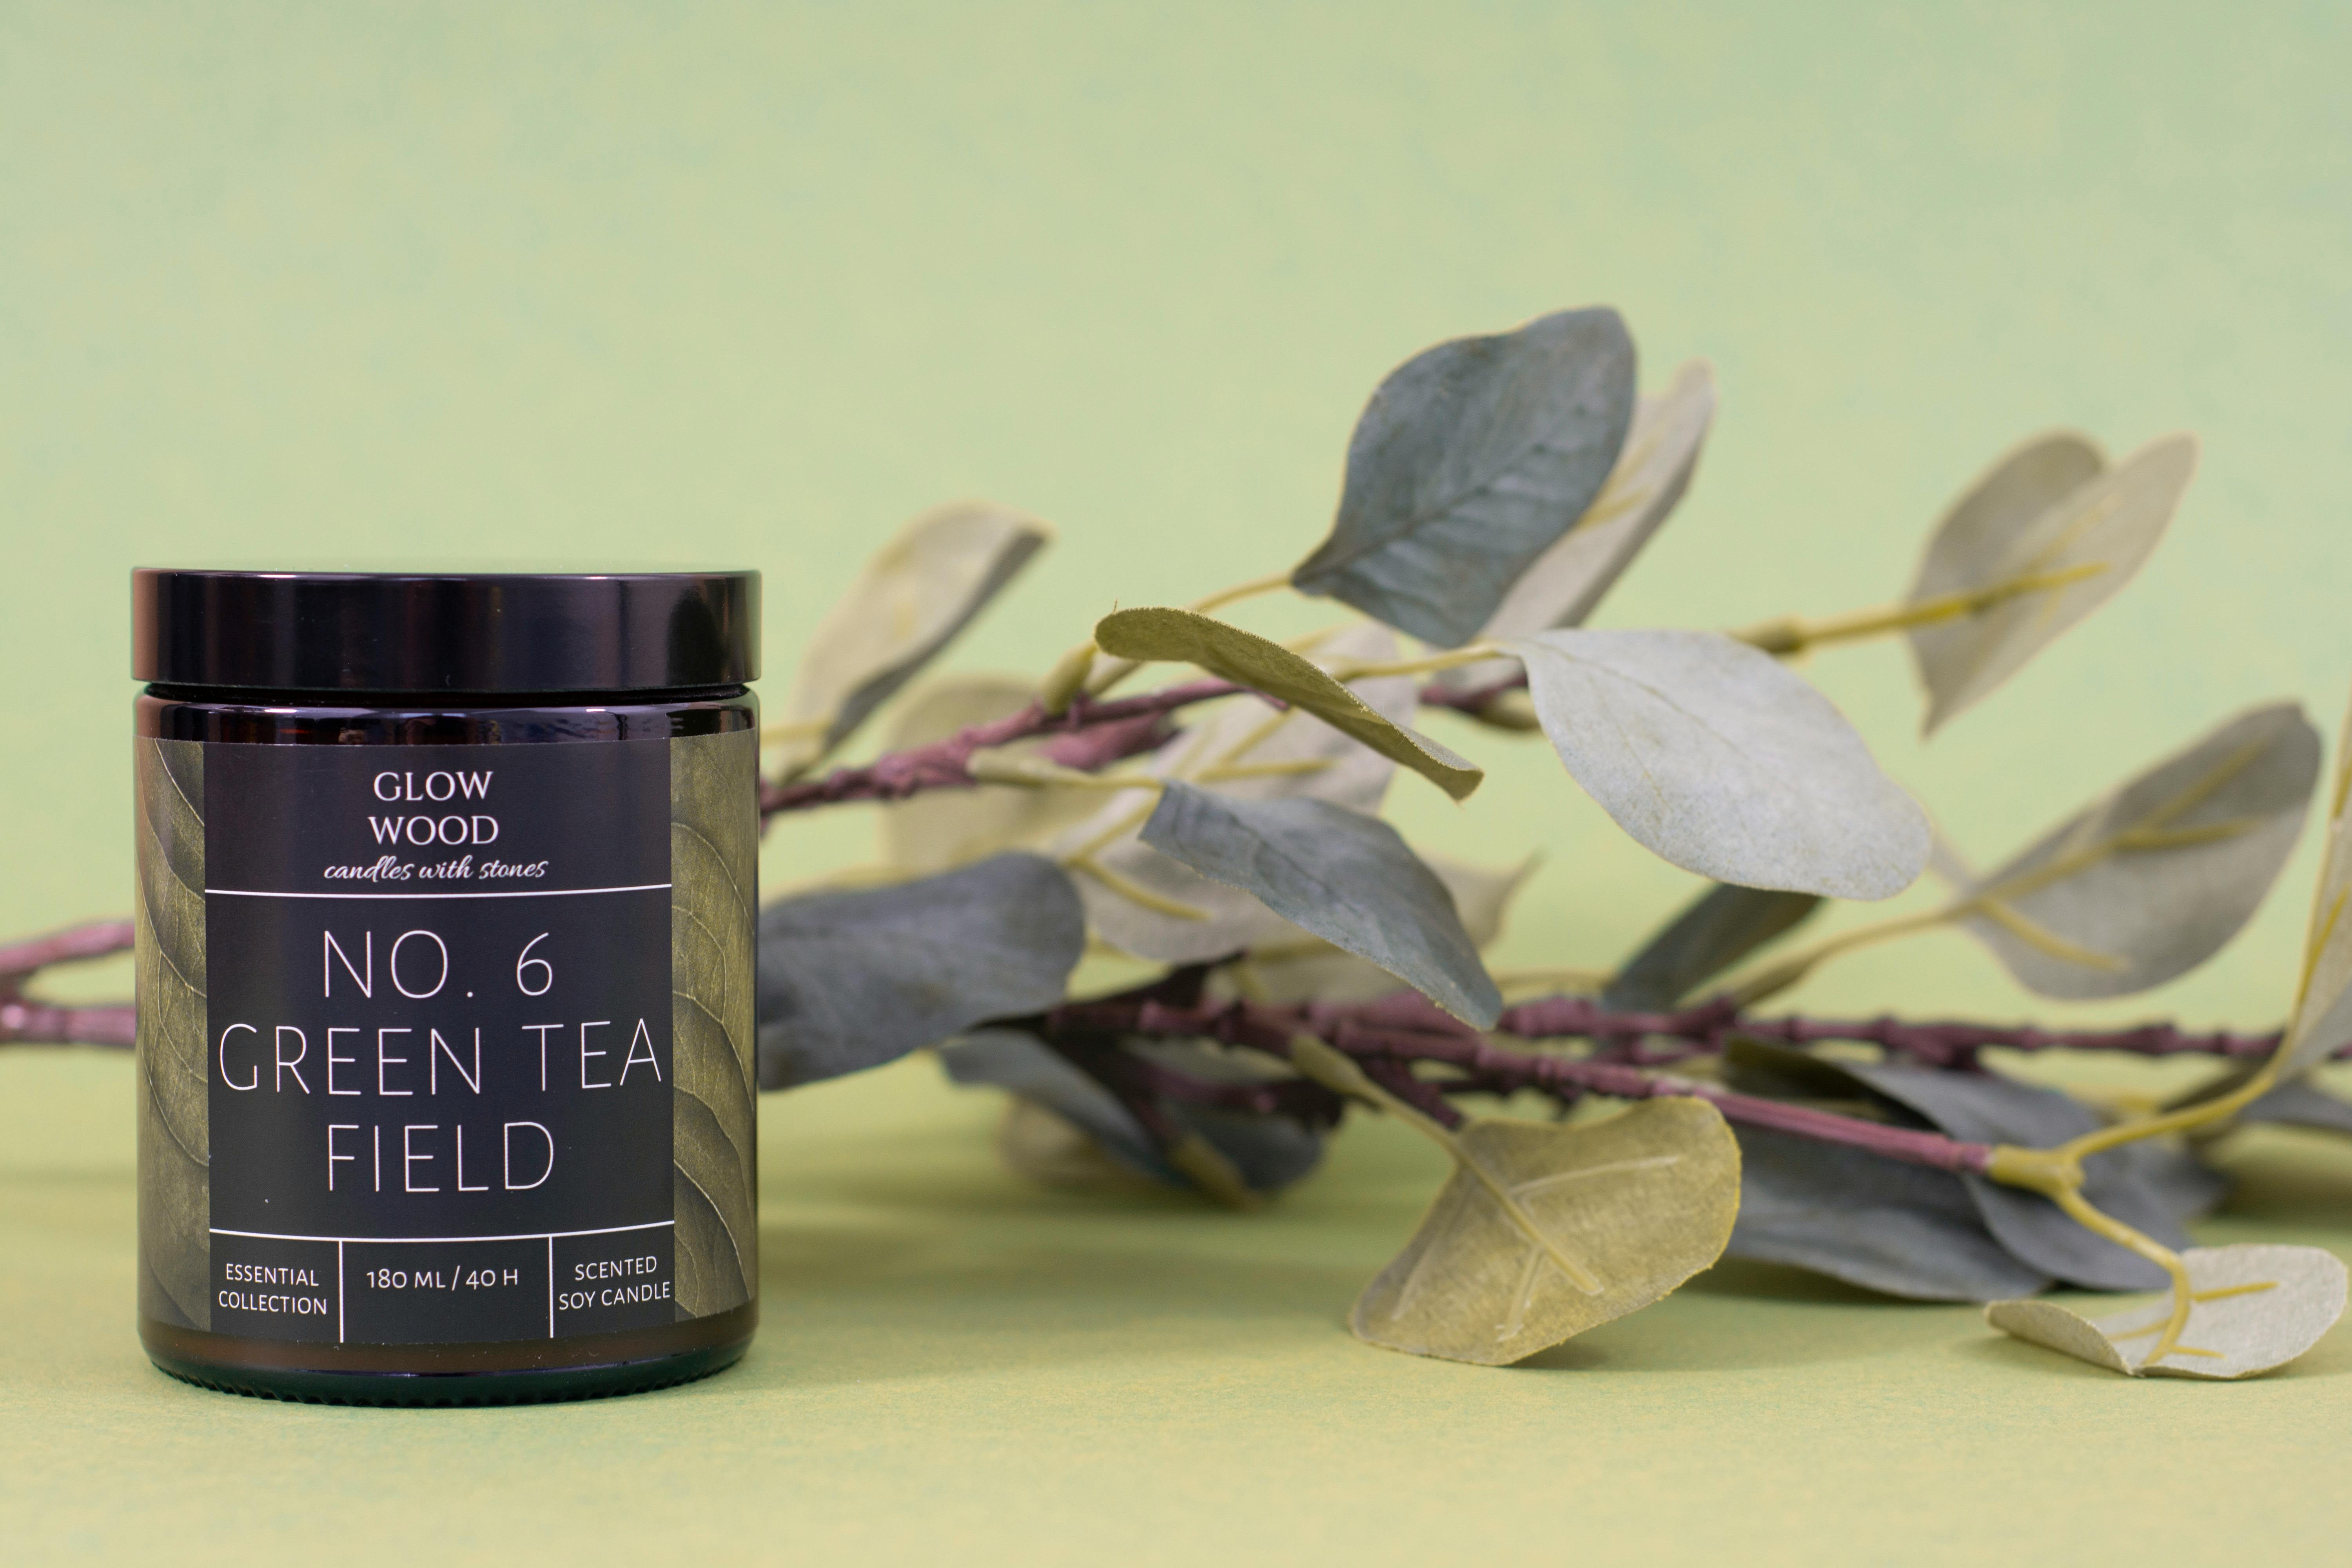 GLOW
WOOD
candles with stones
NO. 6
GREEN TEA
FIELD
ESSENTIAL
COLLECTION
180 ML / 40 H
SCENTED
SOY CANDLE